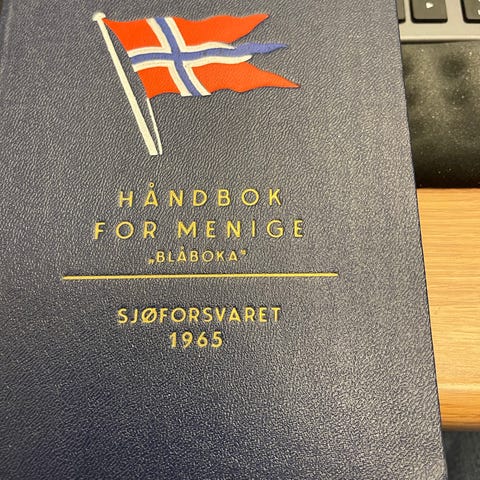 HÅNDBOK
FOR MENIGE
„BLÅBOKA"
SJØFORSVARET
1965